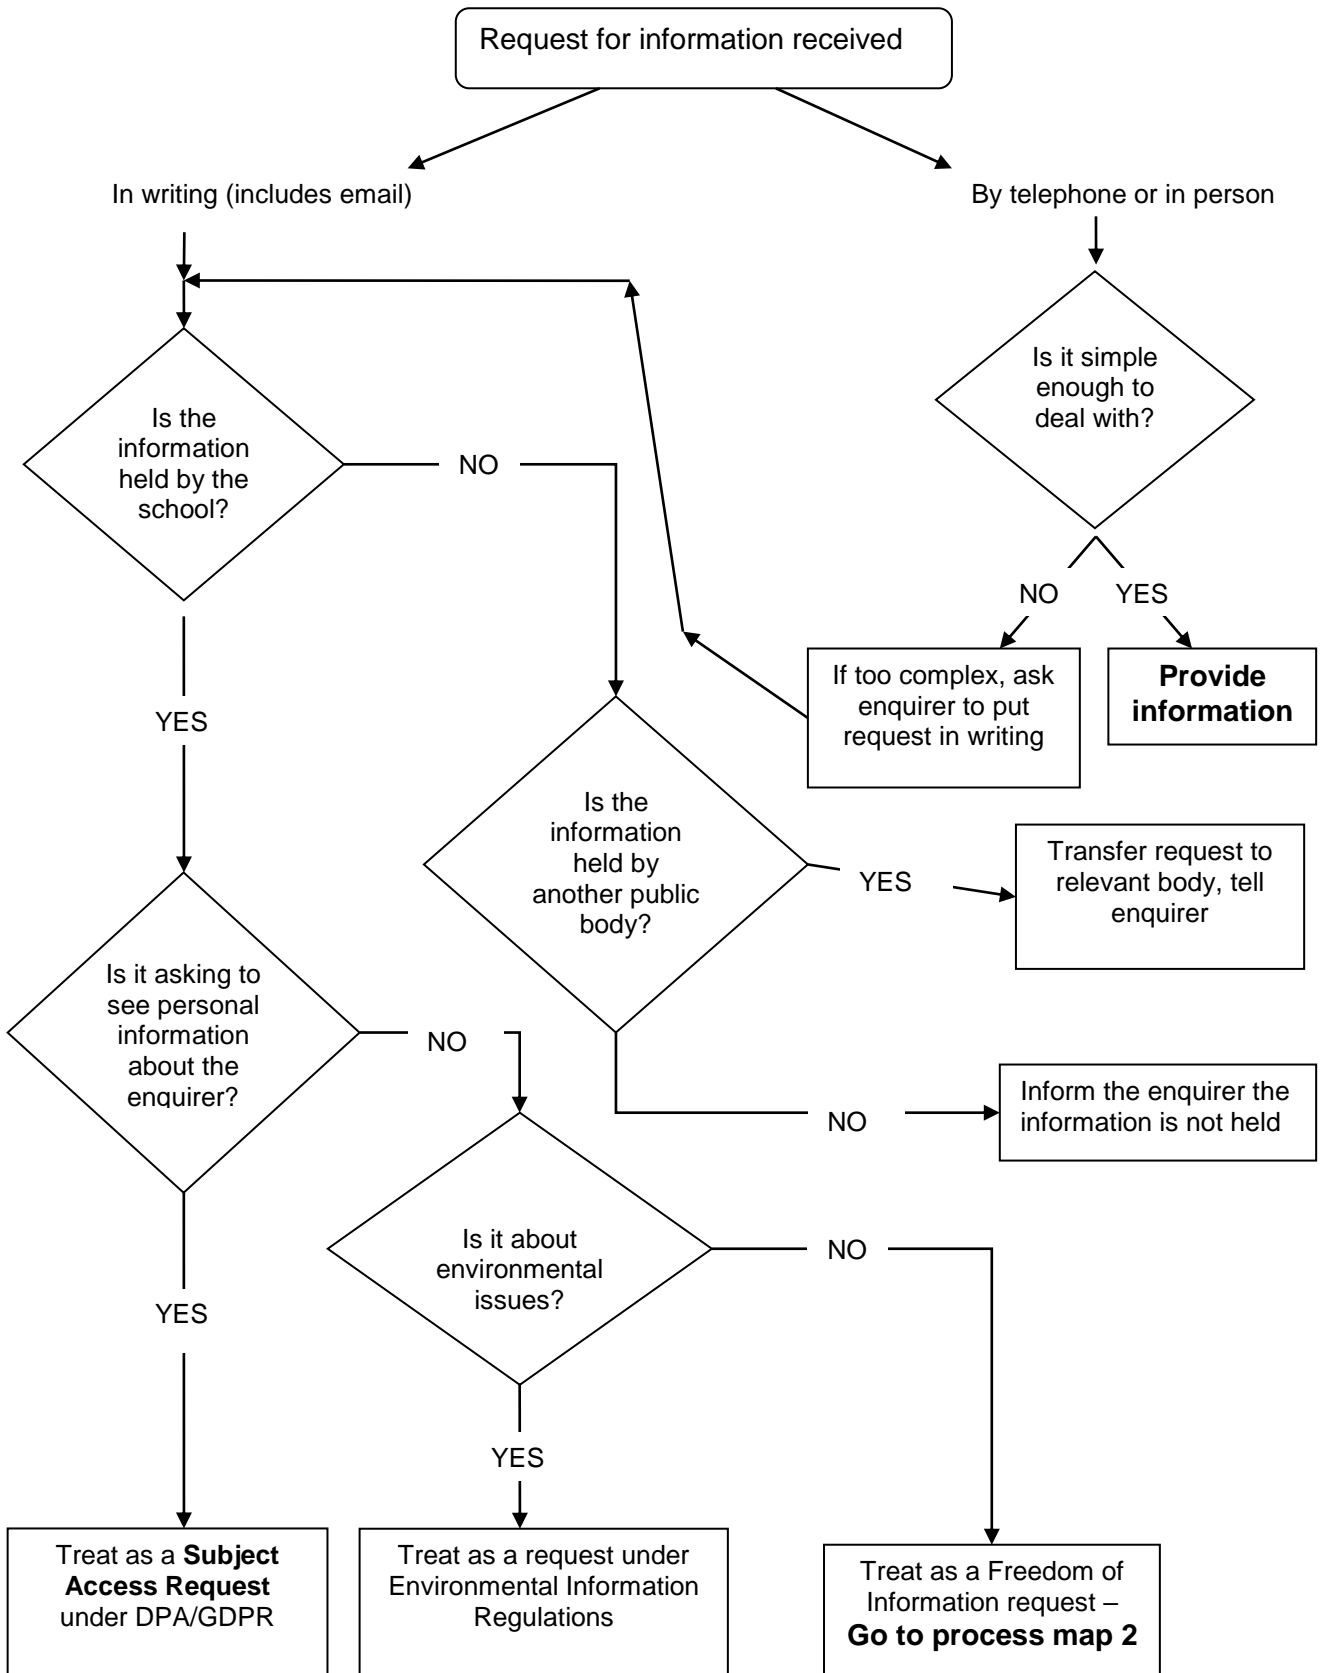 Request for information received
In writing (includes email)
By telephone or in person
Is it simple
enough to
deal with?
Is the
information
held by the
school?
NO
NO
YES
If too complex, ask
enquirer to put
request in writing
Provide
information
YES
Is the
information
held by
another public
body?
YES
Transfer request to
relevant body, tell
enquirer
Is it asking to
see personal
information
about the
enquirer?
NO
Inform the enquirer the
information is not held
NO
Is it about
environmental
issues?
NO
YES
YES
Treat as a Subject
Access Request
under DPA/GDPR
Treat as a request under
Environmental Information
Regulations
Treat as a Freedom of
Information request –
Go to process map 2